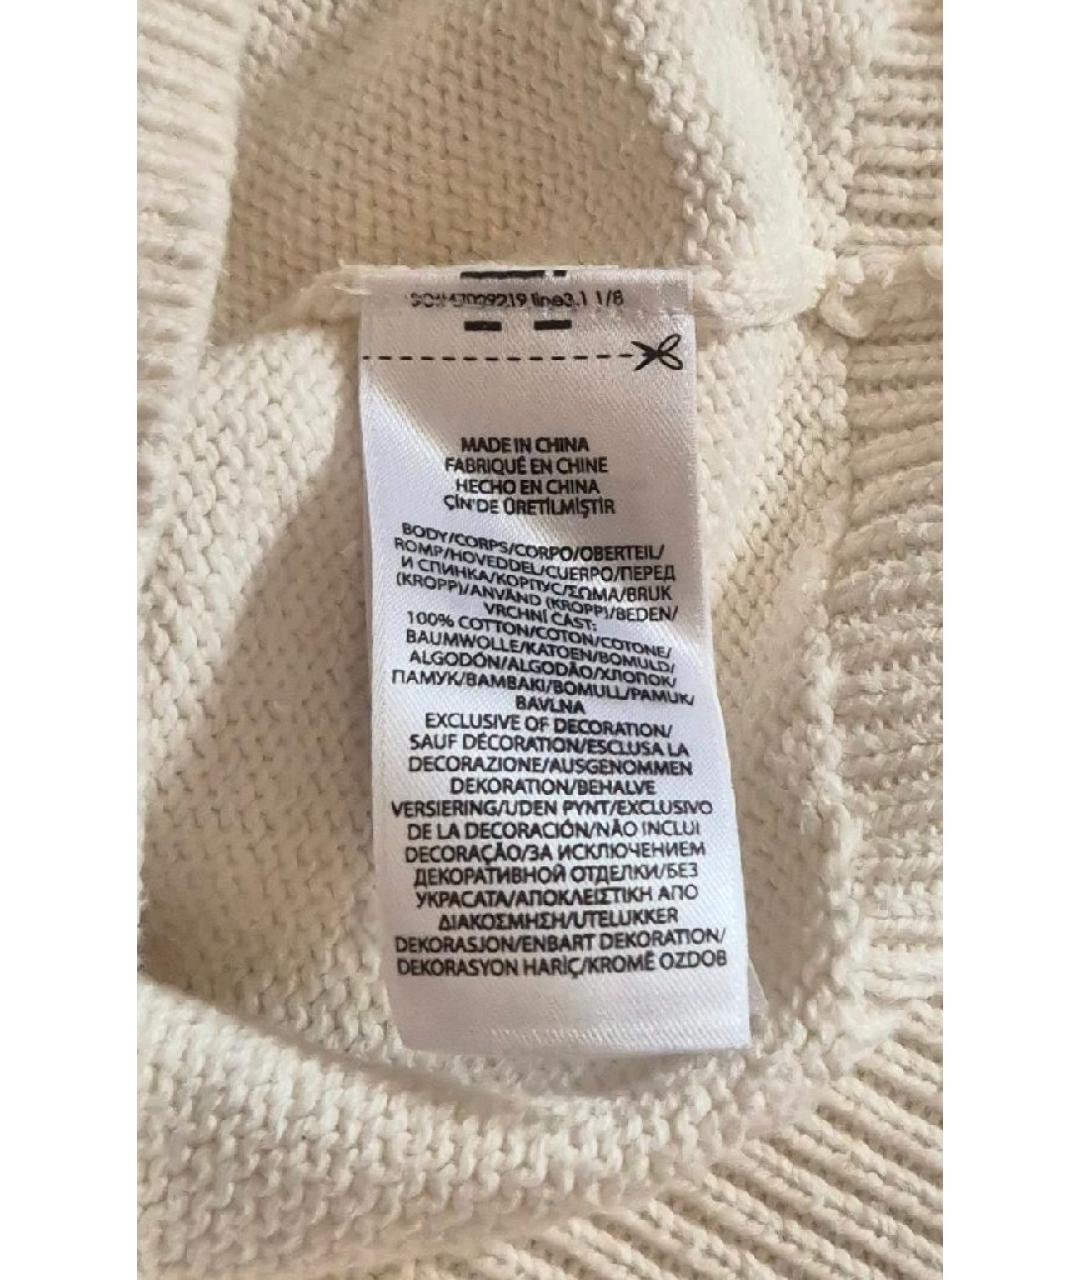 line3.1 1/8
MADE IN CHINA
FABRIQUÉ EN CHINE
HECHO EN CHINA
ÇİN'DE ÜRETİLMİŞTİR
BODY/CORPS/CORPO/OBERTEIL/
ROMP/HOVEDDEL/CUERPO/ПЕРЕД
И СПИНКА/КОРПУС/ΣΩΜΑ/BRUK
(KROPP)/ANVÄND (KROPP)/BEDEN/
VRCHNÍ ČÁST:
100% COTTON/COTON/COTONE/
BAUMWOLLE/KATOEN/BOMULD/
ALGODÓN/ALGODÃO/ХЛОПОК/
ПАМУК/ΒΑΜΒΑΚΙ/BOMULL/PAMUK/
BAVLNA
EXCLUSIVE OF DECORATION/
SAUF DÉCORATION/ESCLUSA LA
DECORAZIONE/AUSGENOMMEN
DEKORATION/BEHALVE
VERSIERING/UDEN PYNT/EXCLUSIVO
DE LA DECORACIÓN/NÃO INCLUI
DECORAÇÃO/ЗА ИСКЛЮЧЕНИЕМ
ДЕКОРАТИВНОЙ ОТДЕЛКИ/БЕЗ
УКРАСАТА/ΑΠΟΚΛΕΙΣΤΙΚΗ ΑΠΟ
ΔΙΑΚΟΣΜΗΣΗ/UTELUKKER
DEKORASJON/ENBART DEKORATION/
DEKORASYON HARİÇ/KROMĚ OZDOB